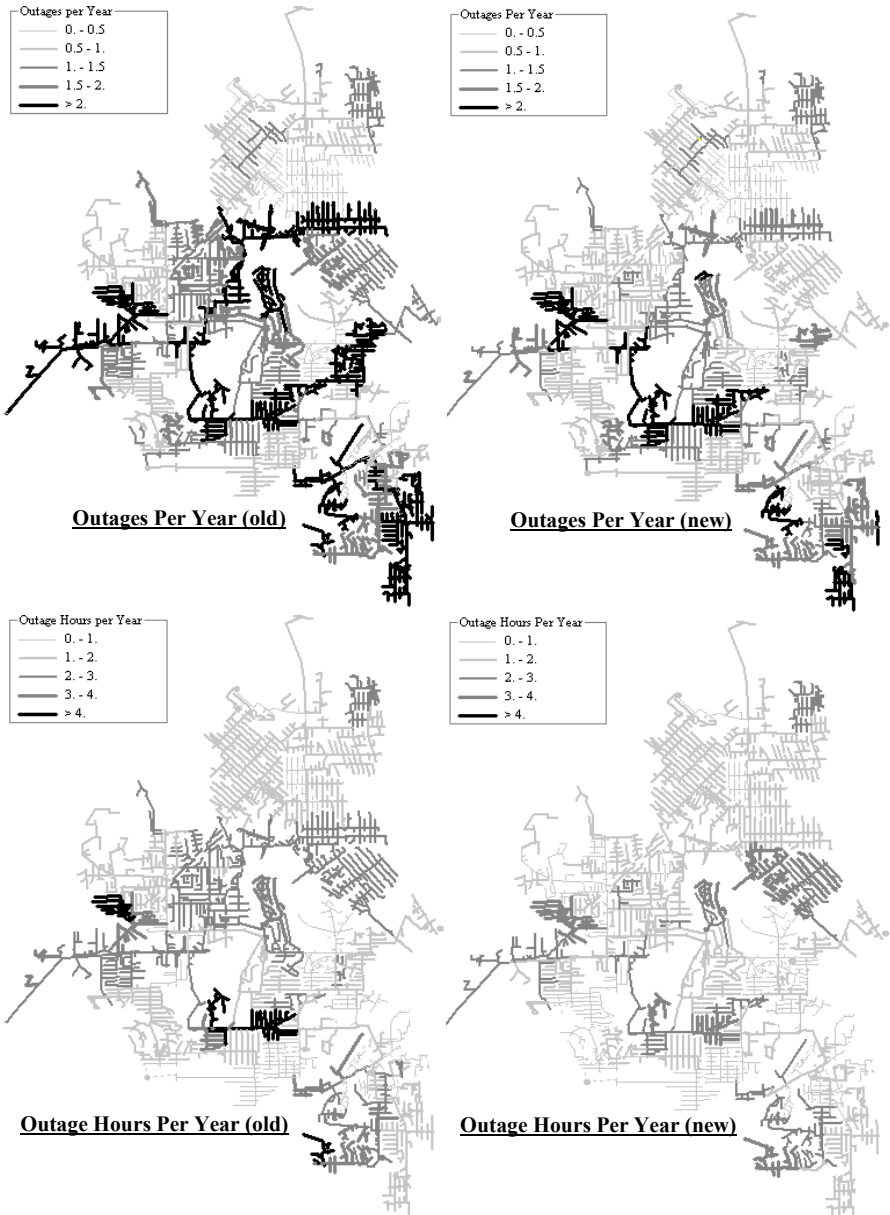 Outages per Year
0. - 0.5
0.5 - 1.
1. - 1.5
1.5 - 2.
> 2.
Outages Per Year (old)
Outages Per Year
0. - 0.5
0.5 - 1.
1. - 1.5
1.5 - 2.
> 2.
Outages Per Year (new)
Outage Hours per Year
0. - 1.
1. - 2.
2. - 3.
3. - 4.
> 4.
Outage Hours Per Year (old)
Outage Hours Per Year
0. - 1.
1. - 2.
2. - 3.
3. - 4.
> 4.
Outage Hours Per Year (new)